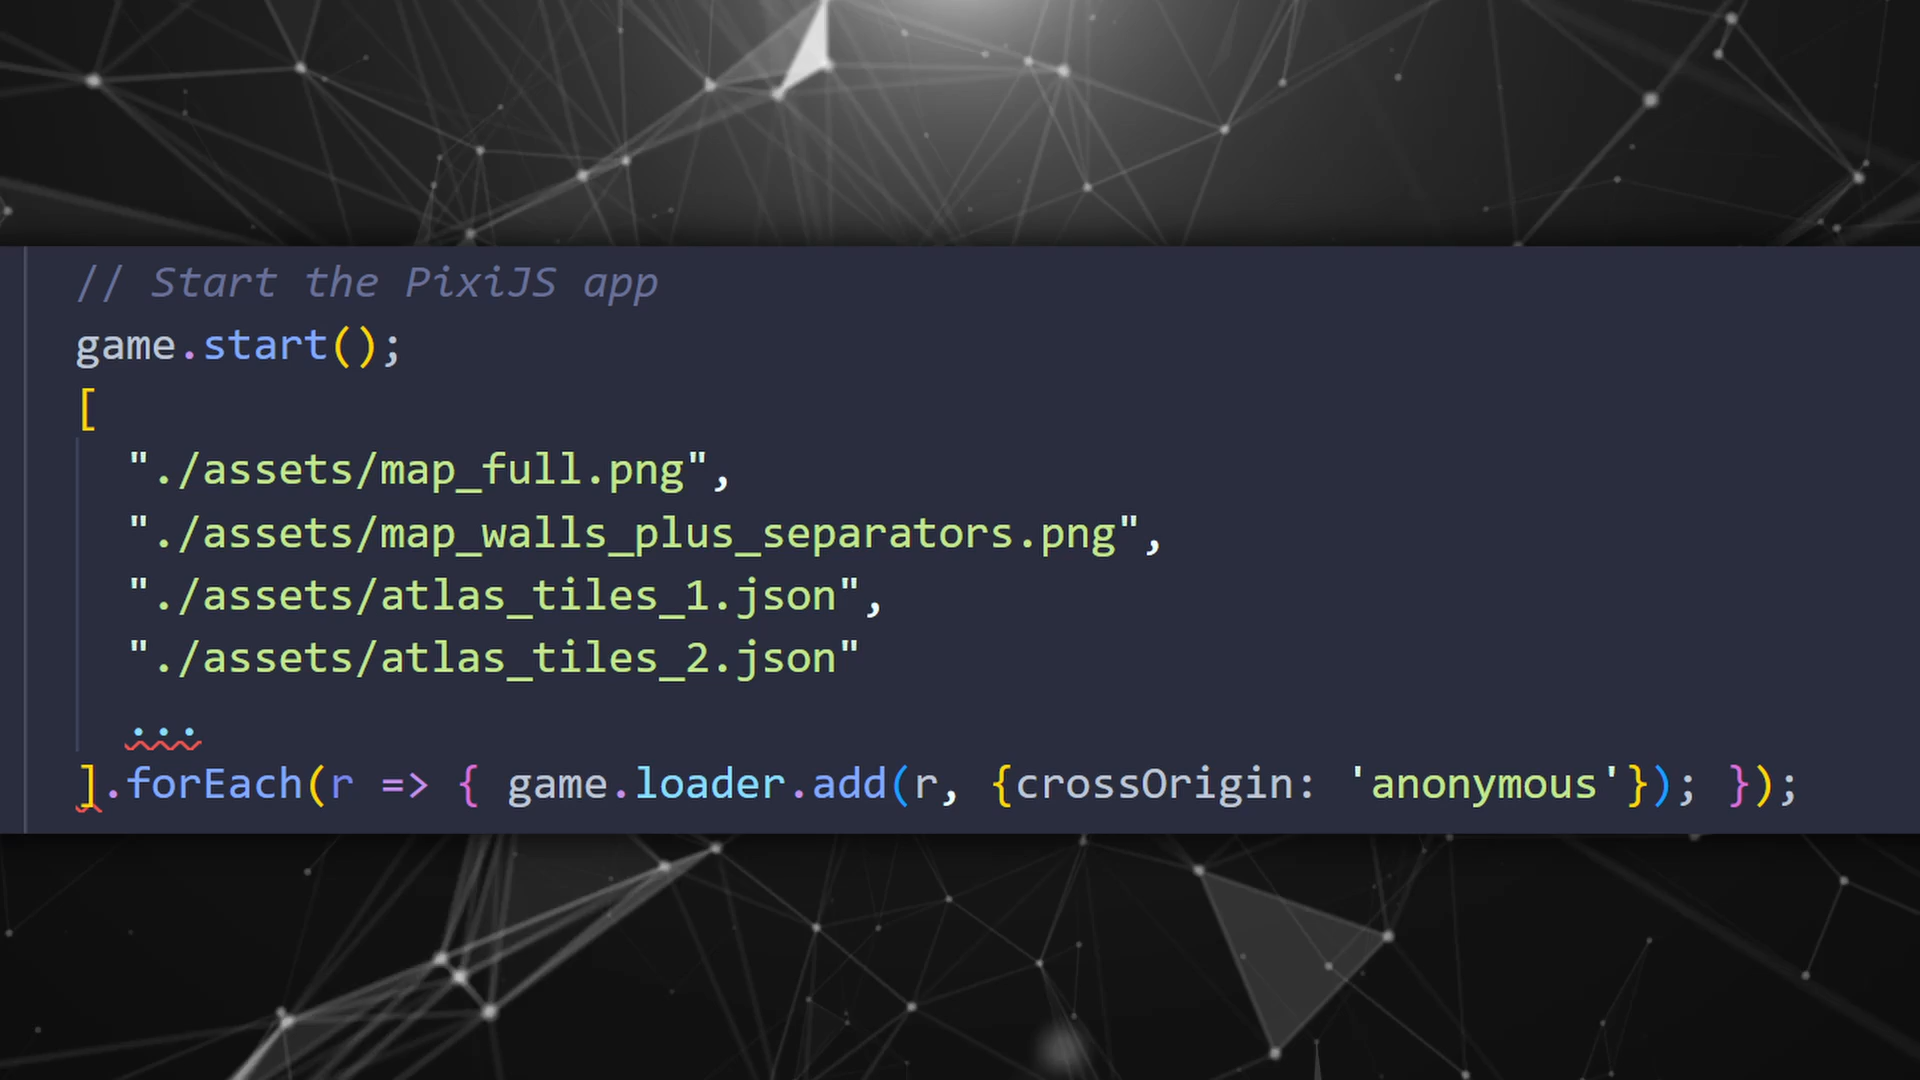 // Start the PixiJS app
game.start();
[
"./assets/map_full.png",
"./assets/map_walls_plus_separators.png",
"./assets/atlas_tiles_1.json",
"./assets/atlas_tiles_2.json"
...
].forEach(r => { game.loader.add(r, {crossOrigin: 'anonymous'}); });